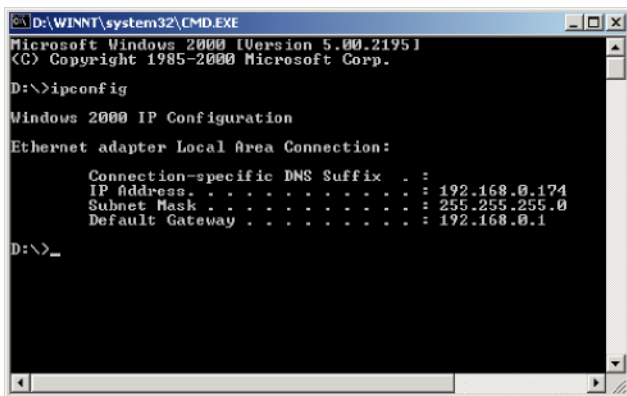 D:\WINNT\system32\CMD.EXE
Microsoft Windows 2000 [Version 5.00.2195]
(C) Copyright 1985-2000 Microsoft Corp.
D:\>ipconfig
Windows 2000 IP Configuration
Ethernet adapter Local Area Connection:
Connection-specific DNS Suffix  . :
IP Address. . . . . . . . . . . . : 192.168.0.174
Subnet Mask . . . . . . . . . . . : 255.255.255.0
Default Gateway . . . . . . . . . : 192.168.0.1
D:\>_